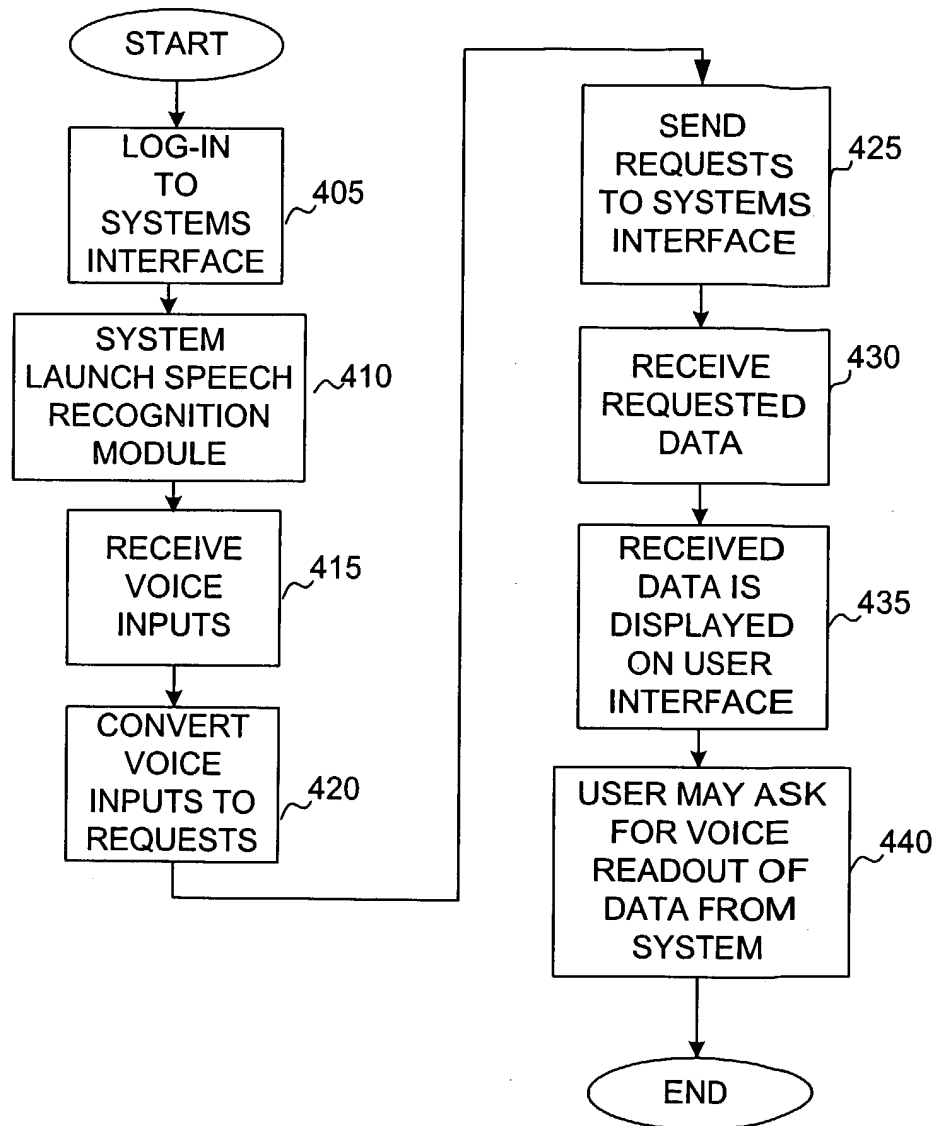 START
LOG-IN
TO
SYSTEMS
INTERFACE
405
SYSTEM
LAUNCH SPEECH
RECOGNITION
MODULE
410
RECEIVE
VOICE
INPUTS
415
CONVERT
VOICE
INPUTS TO
REQUESTS
420
SEND
REQUESTS
TO SYSTEMS
INTERFACE
425
RECEIVE
REQUESTED
DATA
430
RECEIVED
DATA IS
DISPLAYED
ON USER
INTERFACE
435
USER MAY ASK
FOR VOICE
READOUT OF
DATA FROM
SYSTEM
440
END